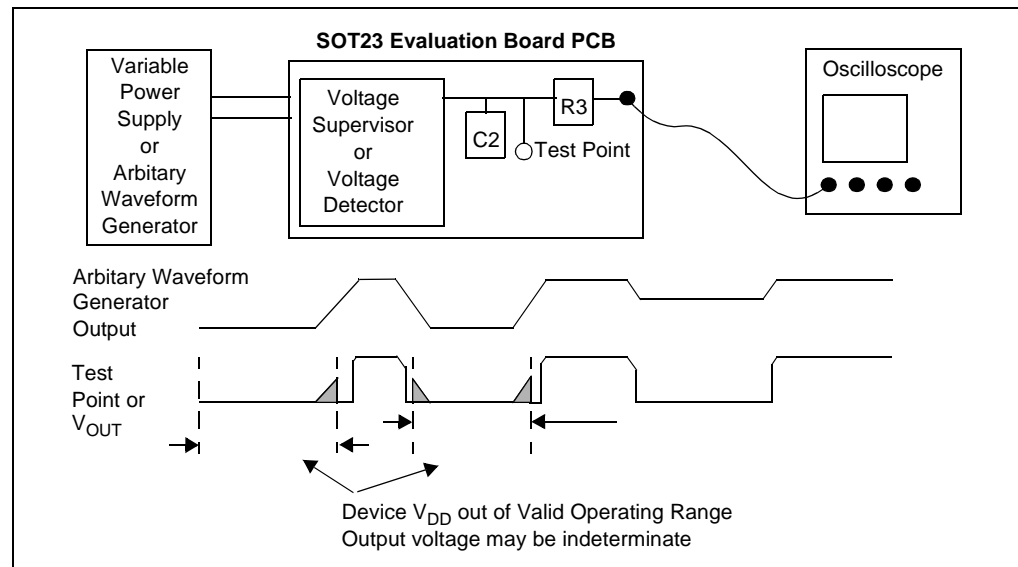 SOT23 Evaluation Board PCB
Variable
Power
Supply
or
Arbitary
Waveform
Generator
Voltage
Supervisor
or
Voltage
Detector
C2
R3
Test Point
Oscilloscope
Arbitary Waveform
Generator
Output
Test
Point or
VOUT
Device VDD out of Valid Operating Range
Output voltage may be indeterminate